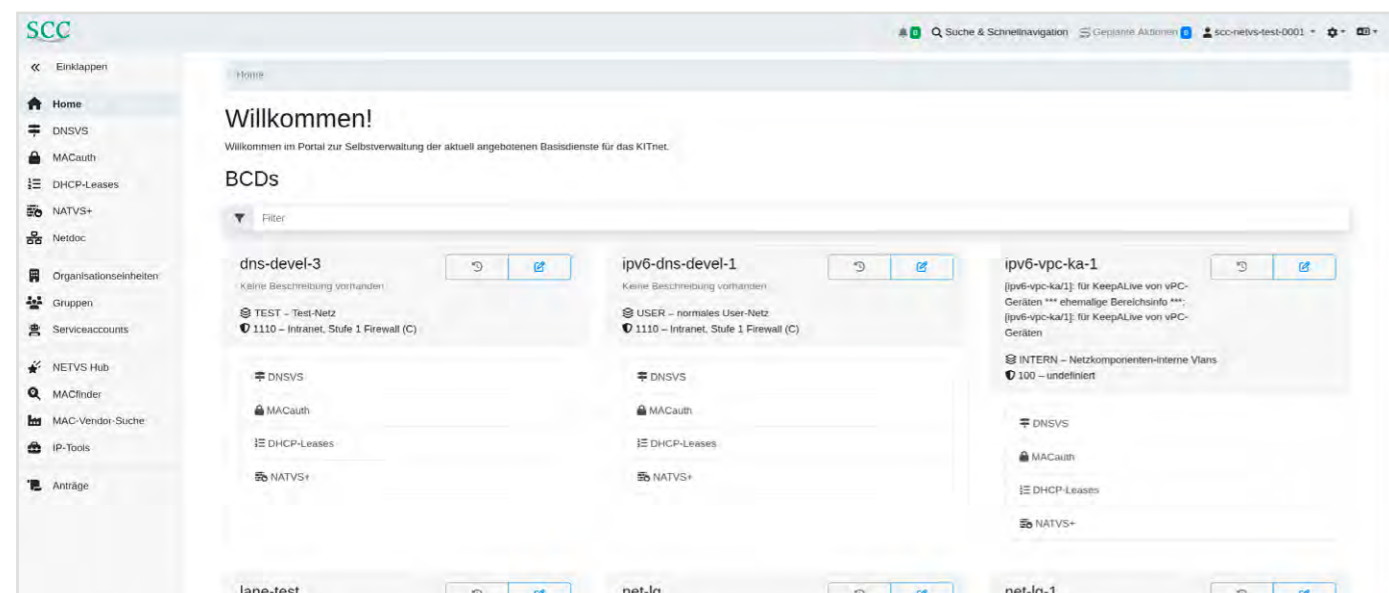 SCC
0 Suche & Schnellnavigation Geplante Aktionen 0 scc-netvs-test-0001
Einklappen
Home
DNSVS
MACauth
DHCP-Leases
NATVS+
Netdoc
Organisationseinheiten
Gruppen
Serviceaccounts
NETVS Hub
MACfinder
MAC-Vendor-Suche
IP-Tools
Anträge
Home
Willkommen!
Willkommen im Portal zur Selbstverwaltung der aktuell angebotenen Basisdienste für das KITnet.
BCDs
Filter
dns-devel-3
Keine Beschreibung vorhanden
TEST – Test-Netz
1110 – Intranet, Stufe 1 Firewall (C)
DNSVS
MACauth
DHCP-Leases
NATVS+
ipv6-dns-devel-1
Keine Beschreibung vorhanden
USER – normales User-Netz
1110 – Intranet, Stufe 1 Firewall (C)
DNSVS
MACauth
DHCP-Leases
NATVS+
ipv6-vpc-ka-1
[ipv6-vpc-ka/1]: für KeepALive von vPC-
Geräten *** ehemalige Bereichsinfo ***:
[ipv6-vpc-ka/1]: für KeepALive von vPC-
Geräten
INTERN – Netzkomponenten-interne Vlans
100 – undefiniert
DNSVS
MACauth
DHCP-Leases
NATVS+
lane-test
net-lg
net-lg-1